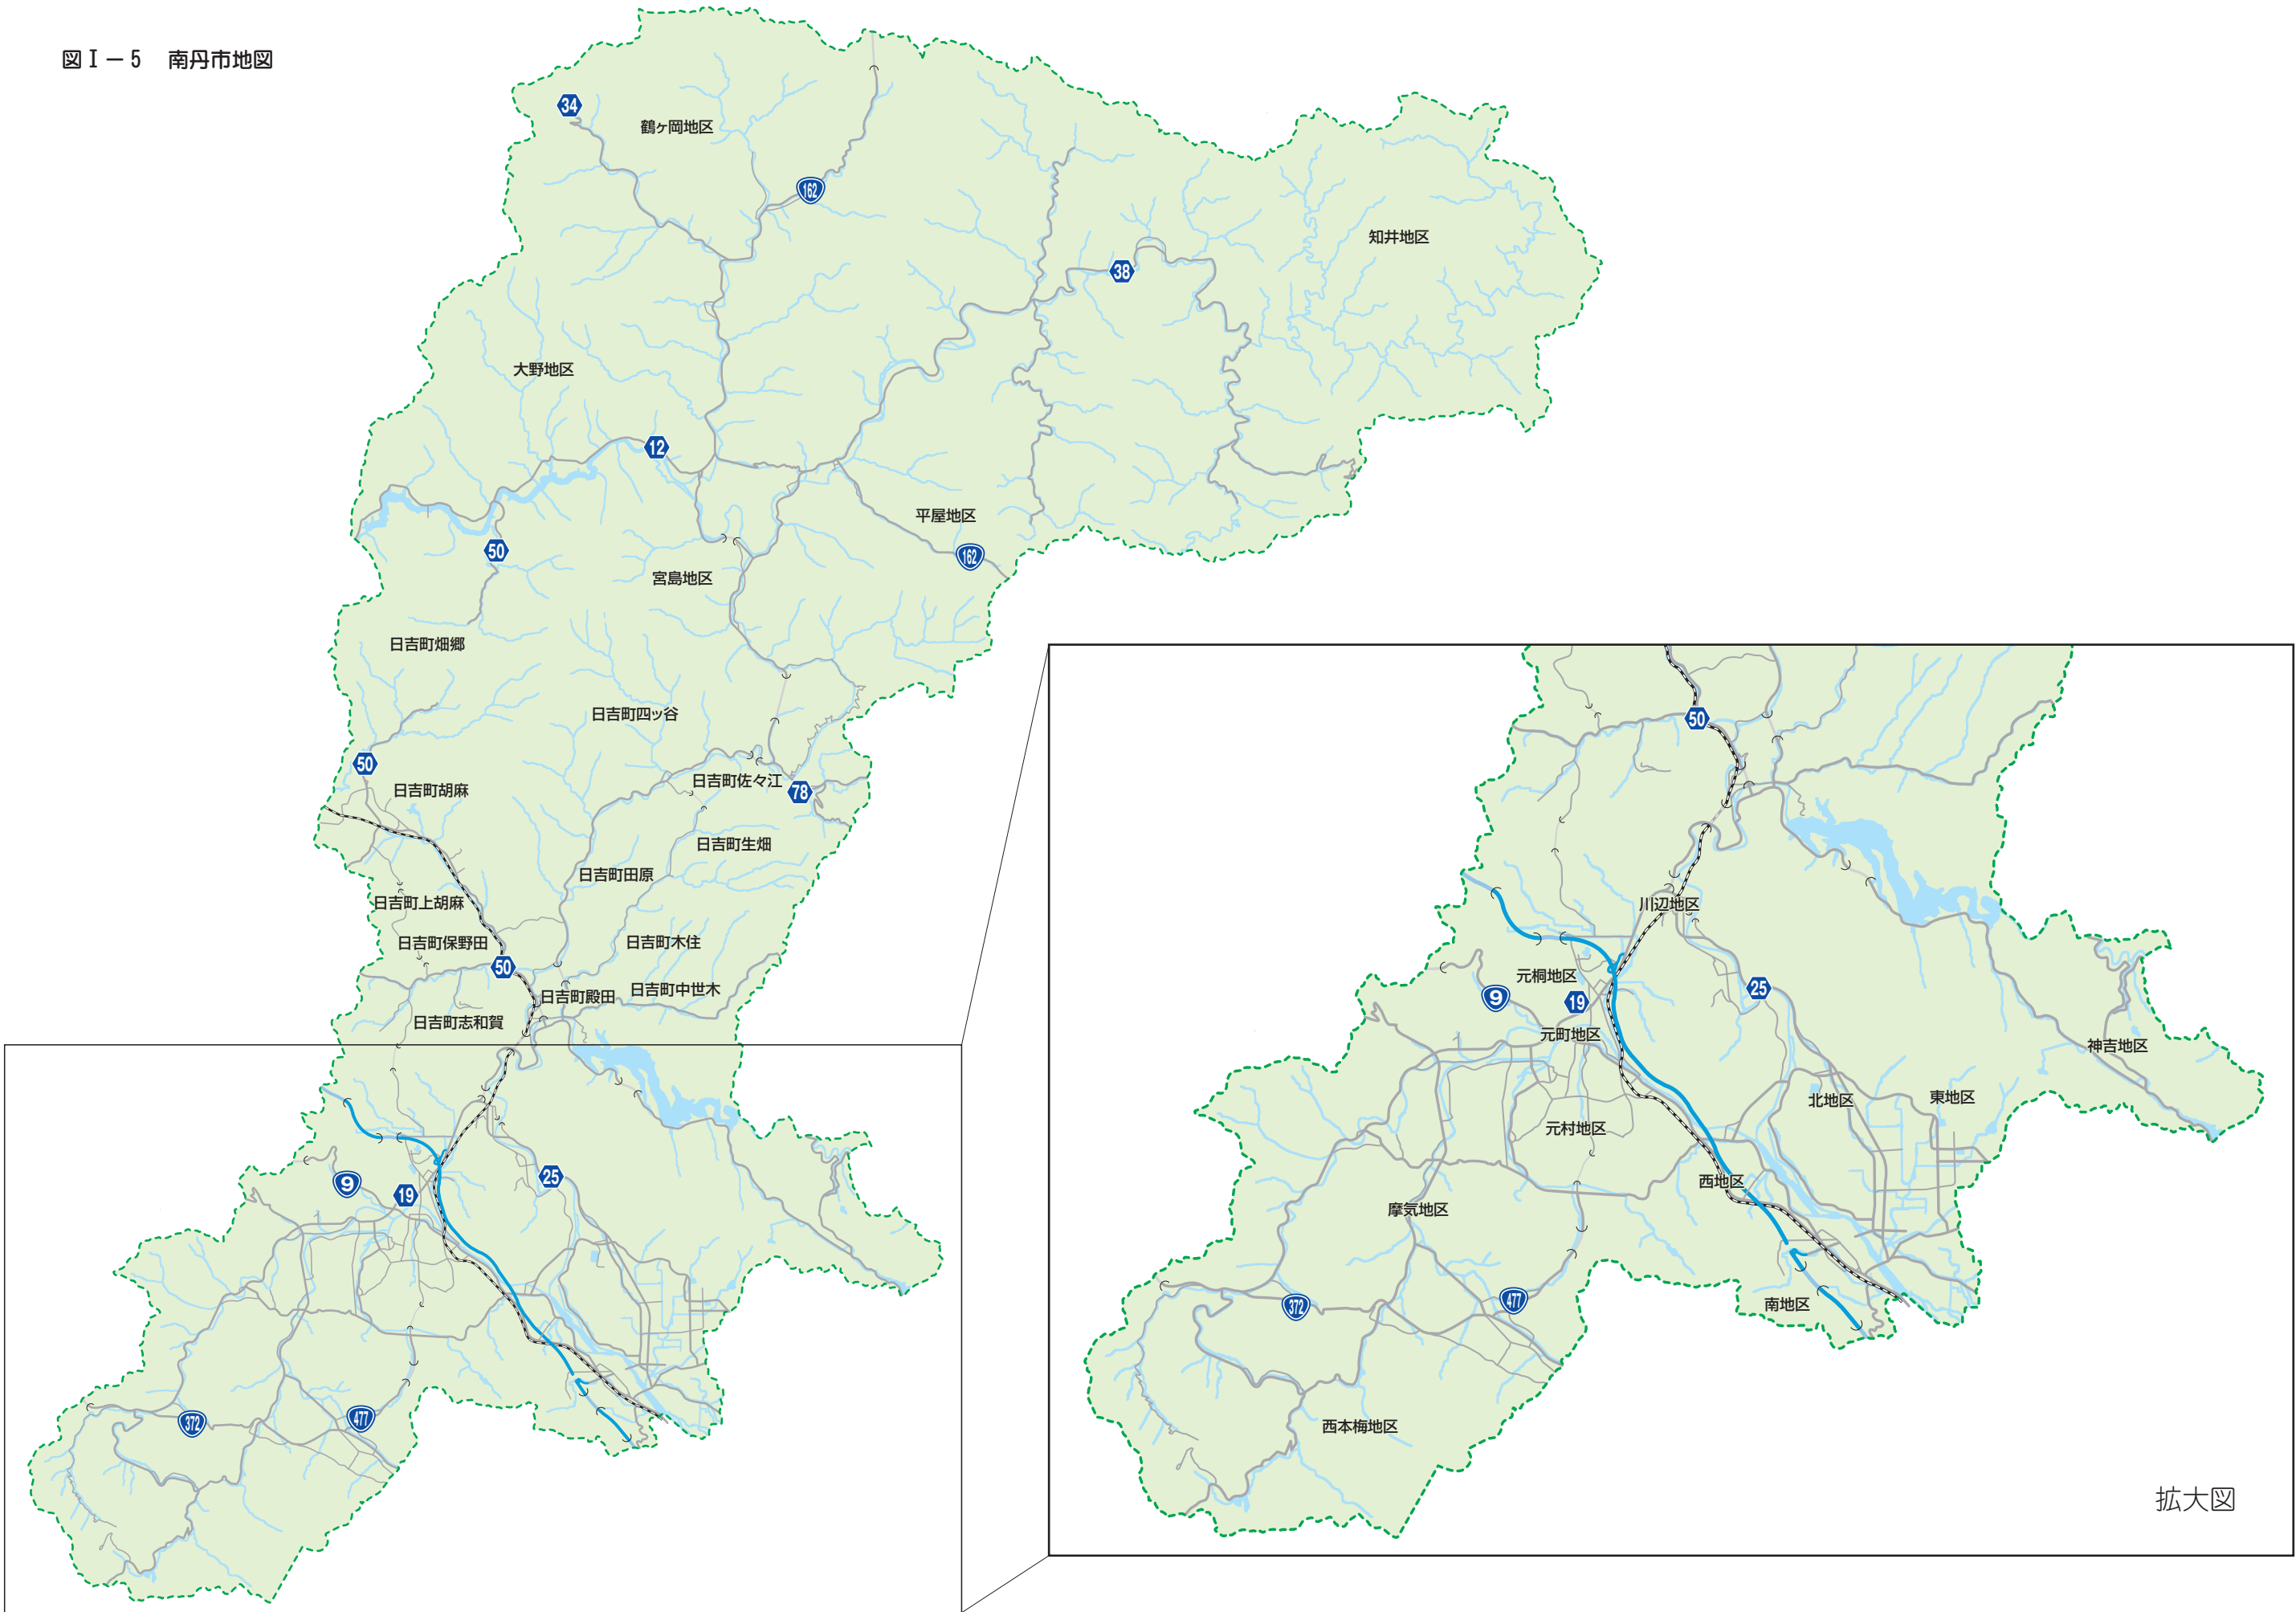 図Ⅰ－5　南丹市地図
34
鶴ヶ岡地区
162
知井地区
38
大野地区
12
平屋地区
50
162
宮島地区
日吉町畑郷
日吉町四ッ谷
50
日吉町佐々江
日吉町胡麻
78
日吉町生畑
日吉町田原
日吉町上胡麻
日吉町保野田
日吉町木住
50
日吉町殿田
日吉町中世木
日吉町志和賀
25
9
19
372
477
50
川辺地区
元桐地区
9
19
25
元町地区
神吉地区
北地区
東地区
元村地区
西地区
摩気地区
372
477
南地区
西本梅地区
拡大図